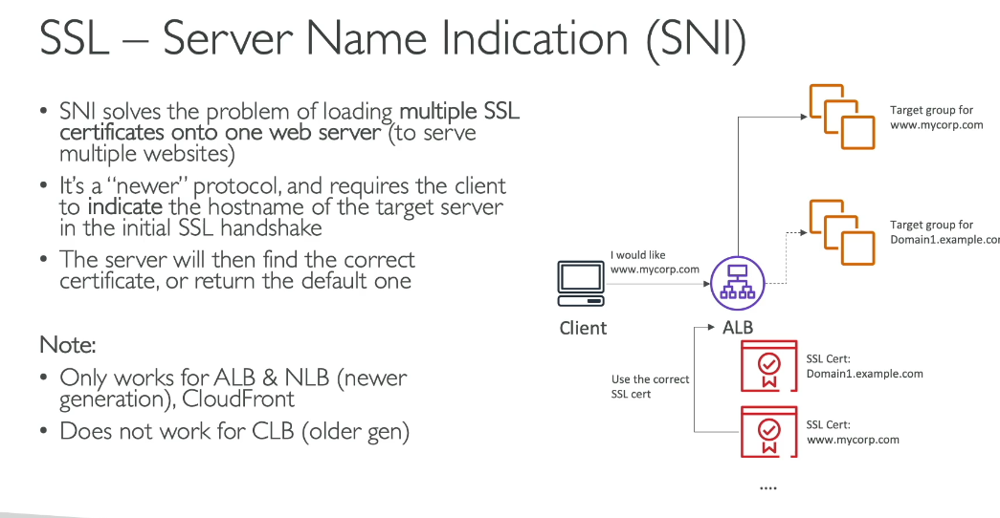 SSL – Server Name Indication (SNI)
• SNI solves the problem of loading multiple SSL
certificates onto one web server (to serve
multiple websites)
• It’s a “newer” protocol, and requires the client
to indicate the hostname of the target server
in the initial SSL handshake
• The server will then find the correct
certificate, or return the default one
Note:
• Only works for ALB & NLB (newer
generation), CloudFront
• Does not work for CLB (older gen)
Target group for
www.mycorp.com
Target group for
Domain1.example.co
I would like
www.mycorp.com
Client
ALB
Use the correct
SSL cert
SSL Cert:
Domain1.example.com
SSL Cert:
www.mycorp.com
....